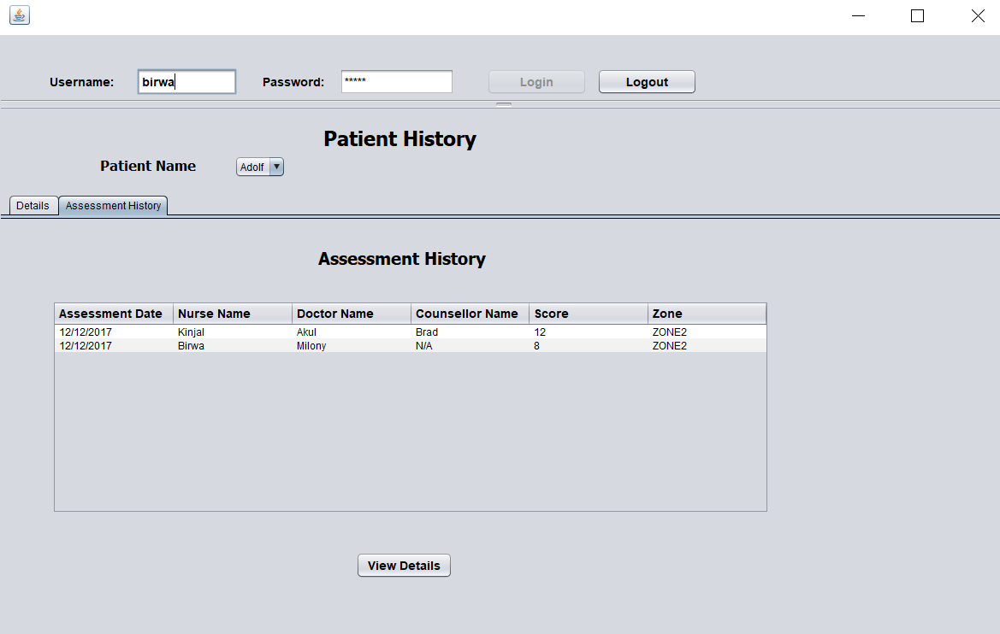 Username: birwa Password: ***** Login Logout
Patient History
Patient Name Adolf
Details Assessment History
Assessment History
Assessment Date Nurse Name Doctor Name Counsellor Name Score Zone
12/12/2017 Kinjal Akul Brad 12 ZONE2
12/12/2017 Birwa Milony N/A 8 ZONE2
View Details